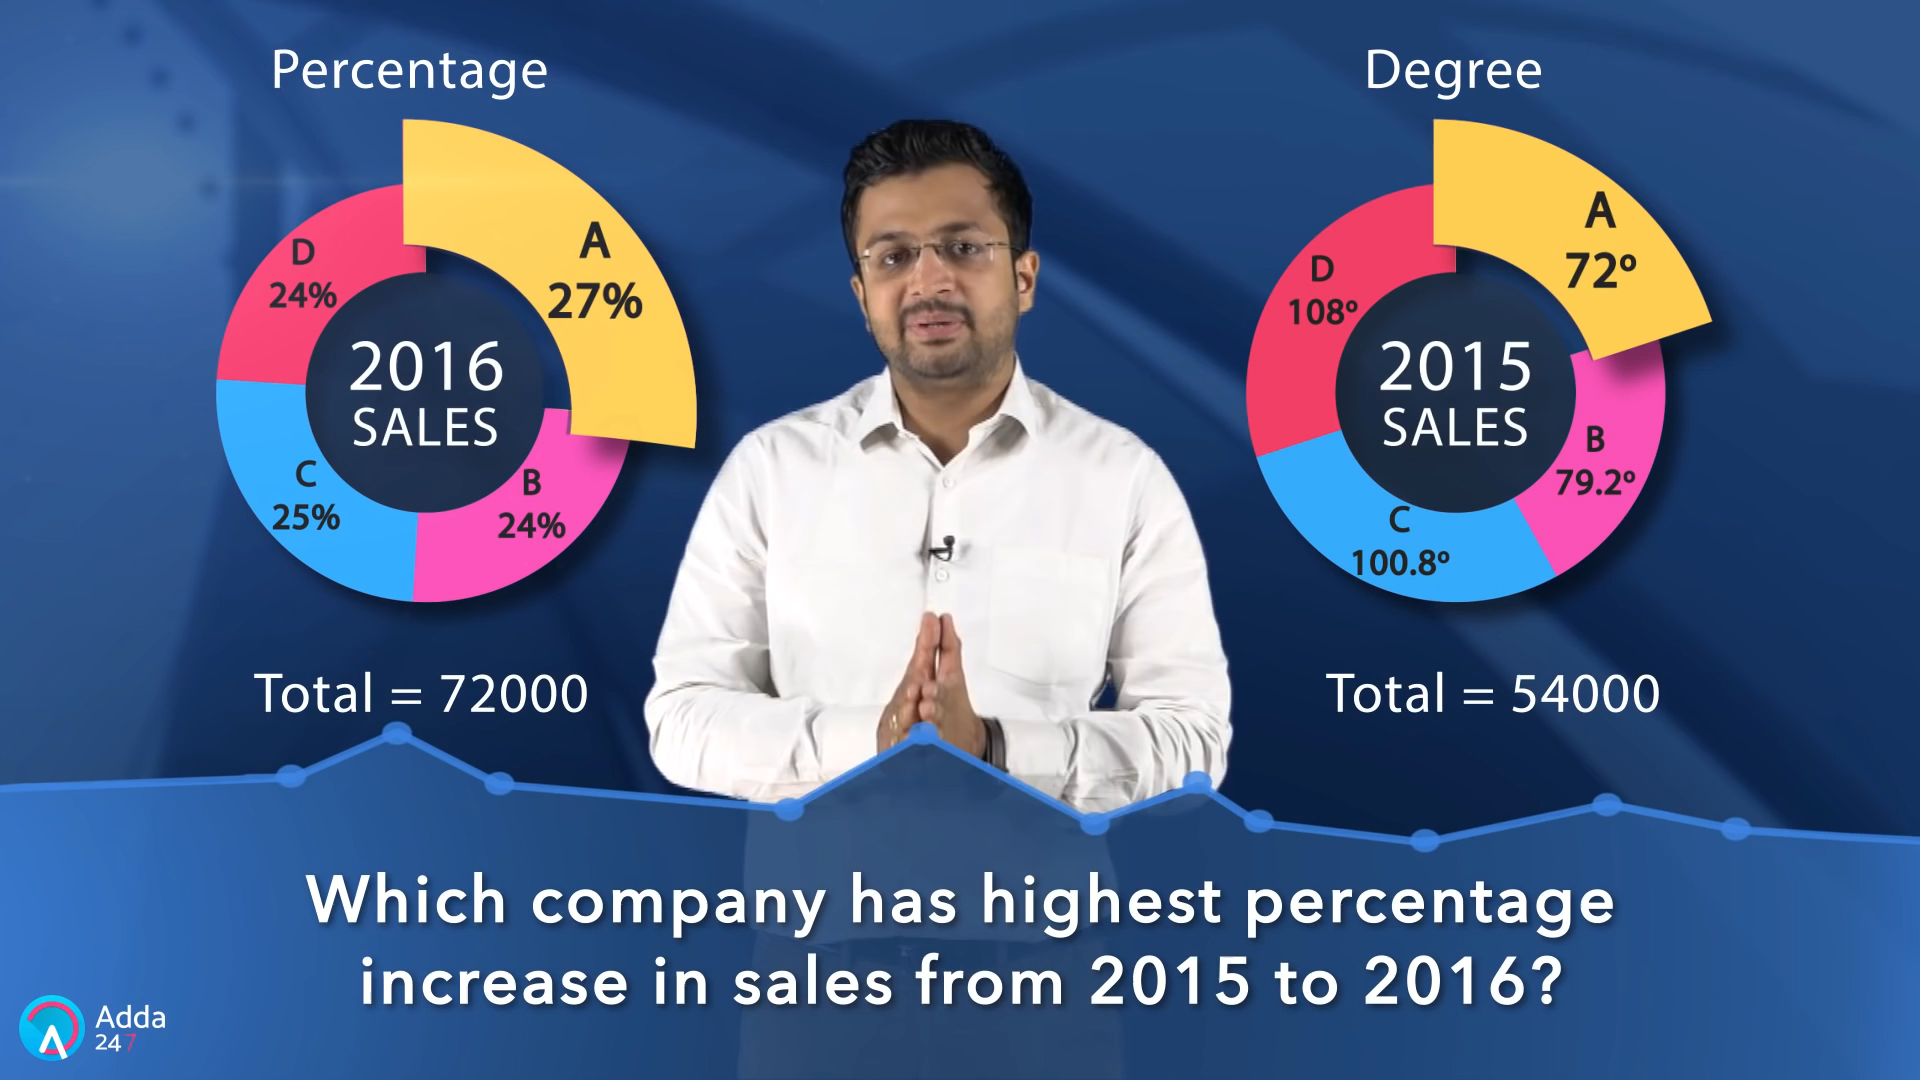 Percentage
D
24%
A
27%
2016
SALES
C
25%
B
24%
Total = 72000
Degree
D
108º
A
72º
2015
SALES
B
79.2º
C
100.8º
Total = 54000
Which company has highest percentage
increase in sales from 2015 to 2016?
Adda
247